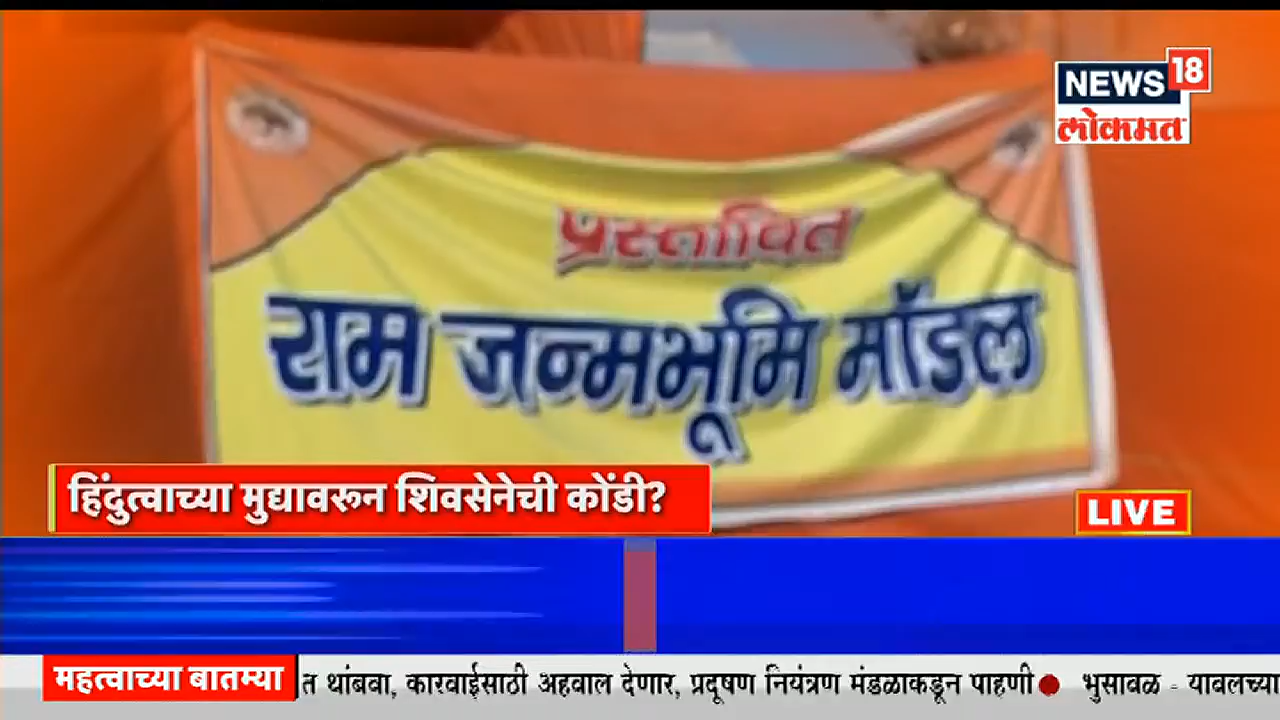 NEWS 18
लोकमत
प्रस्तावित
राम जन्मभूमि मॉडल
हिंदुत्वाच्या मुद्यावरून शिवसेनेची कोंडी?
LIVE
महत्वाच्या बातम्या
त थांबवा, कारवाईसाठी अहवाल देणार, प्रदूषण नियंत्रण मंडळाकडून पाहणी ● भुसावळ - यावलच्या